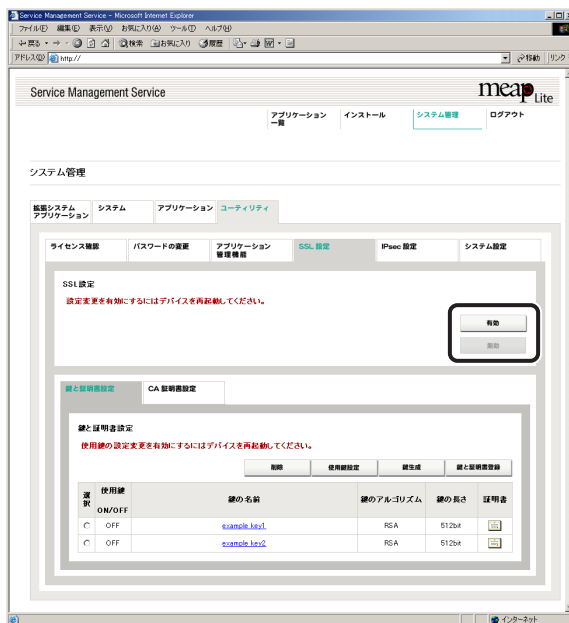 Service Management Service - Microsoft Internet Explorer
ファイル(F) 編集(E) 表示(V) お気に入り(A) ツール(T) ヘルプ(H)
戻る 検索 お気に入り 履歴
アドレス(D) http:// 移動 リンク
Service Management Service
meap Lite
アプリケーション一覧 インストール システム管理 ログアウト
システム管理
拡張システムアプリケーション システム アプリケーション ユーティリティ
ライセンス確認 パスワードの変更 アプリケーション管理機能 SSL 設定 IPsec 設定 システム設定
SSL設定
設定変更を有効にするにはデバイスを再起動してください。
有効
無効
鍵と証明書設定 CA 証明書設定
鍵と証明書設定
使用鍵の設定変更を有効にするにはデバイスを再起動してください。
削除 使用鍵設定 鍵生成 鍵と証明書登録
選択 使用鍵 ON/OFF 鍵の名前 鍵のアルゴリズム 鍵の長さ 証明書
OFF example key1 RSA 512bit
OFF example key2 RSA 512bit
インターネット